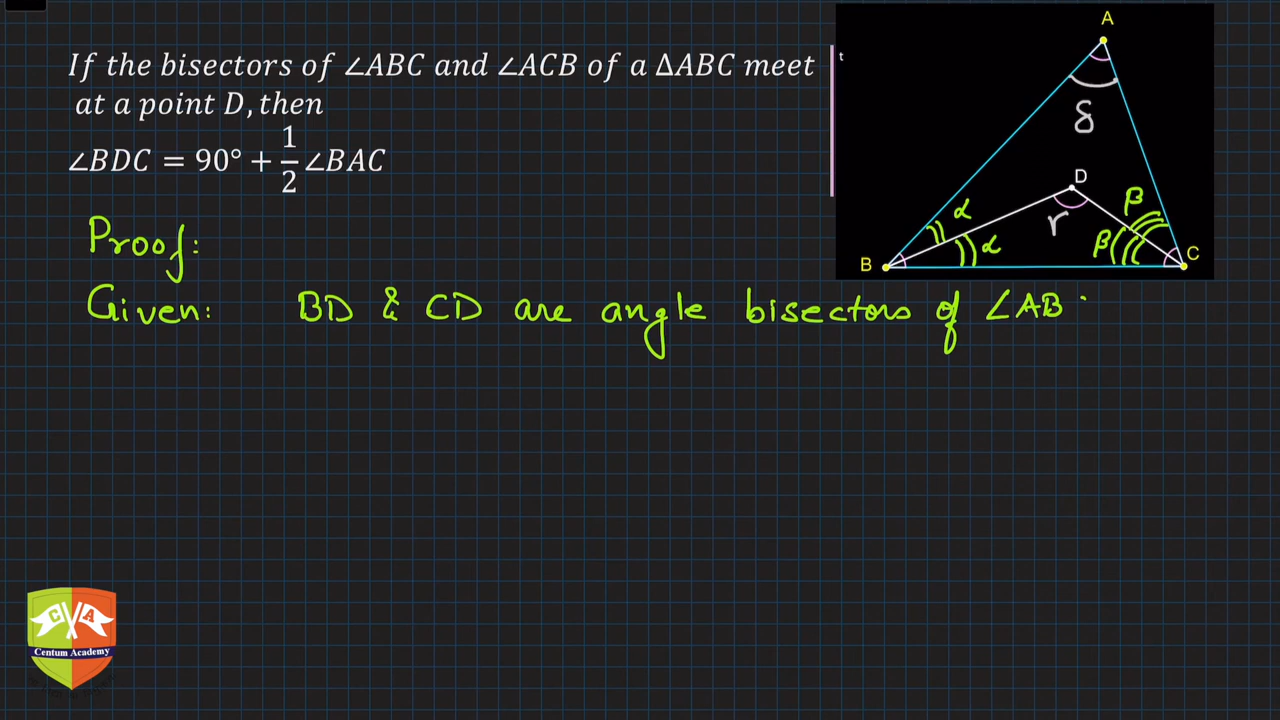 If the bisectors of ∠ABC and ∠ACB of a ΔABC meet
at a point D, then
∠BDC = 90° + 1/2 ∠BAC
t
A
δ
D
r
α
α
β
β
B
C
Proof:
Given: BD & CD are angle bisectors of ∠AB
C A
Centum Academy